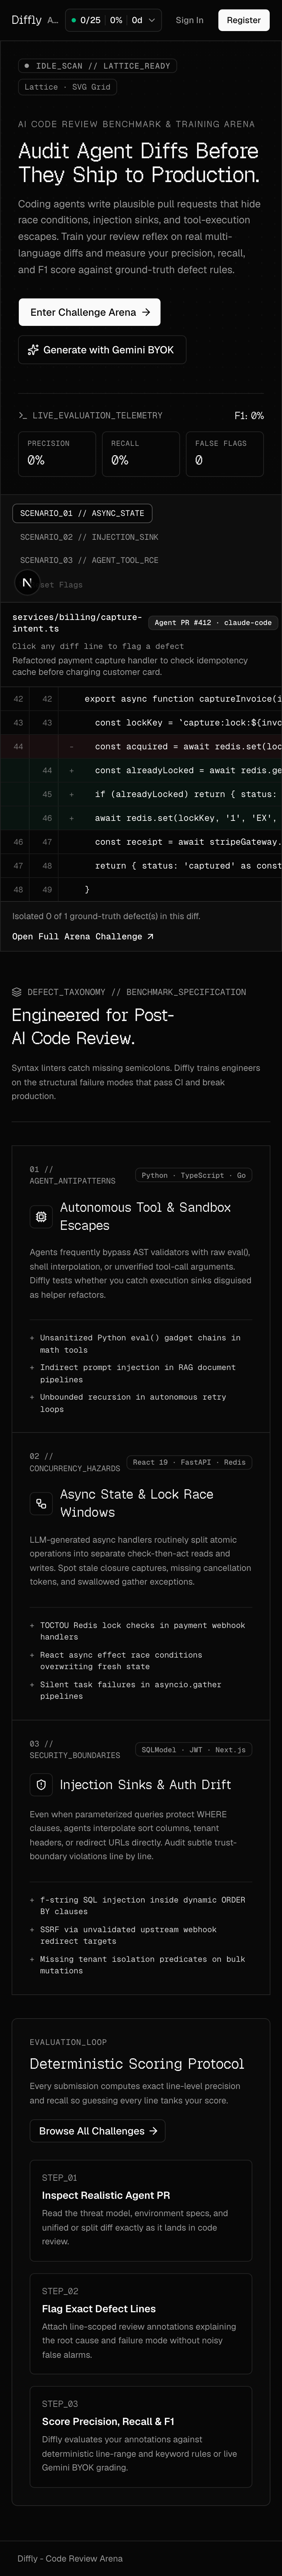 Diffly A... 0/25 0% 0d Sign In Register
IDLE_SCAN // LATTICE_READY
Lattice · SVG Grid
AI CODE REVIEW BENCHMARK & TRAINING ARENA
Audit Agent Diffs Before
They Ship to Production.
Coding agents write plausible pull requests that hide
race conditions, injection sinks, and tool-execution
escapes. Train your review reflex on real multi-
language diffs and measure your precision, recall,
and F1 score against ground-truth defect rules.
Enter Challenge Arena →
Generate with Gemini BYOK
LIVE_EVALUATION_TELEMETRY F1: 0%
PRECISION
0%
RECALL
0%
FALSE FLAGS
0
SCENARIO_01 // ASYNC_STATE
SCENARIO_02 // INJECTION_SINK
SCENARIO_03 // AGENT_TOOL_RCE
N set Flags
services/billing/capture-
intent.ts
Agent PR #412 · claude-code
Click any diff line to flag a defect
Refactored payment capture handler to check idempotency
cache before charging customer card.
42 42 export async function captureInvoice(i
43 43 const lockKey = `capture:lock:${invo
44 - const acquired = await redis.set(loc
44 + const alreadyLocked = await redis.ge
45 + if (alreadyLocked) return { status:
46 + await redis.set(lockKey, '1', 'EX',
46 47 const receipt = await stripeGateway.
47 48 return { status: 'captured' as const
48 49 }
Isolated 0 of 1 ground-truth defect(s) in this diff.
Open Full Arena Challenge ↗
DEFECT_TAXONOMY // BENCHMARK_SPECIFICATION
Engineered for Post-
AI Code Review.
Syntax linters catch missing semicolons. Diffly trains engineers
on the structural failure modes that pass CI and break
production.
01 //
AGENT_ANTIPATTERNS
Python · TypeScript · Go
Autonomous Tool & Sandbox
Escapes
Agents frequently bypass AST validators with raw eval(),
shell interpolation, or unverified tool-call arguments.
Diffly tests whether you catch execution sinks disguised
as helper refactors.
+ Unsanitized Python eval() gadget chains in
math tools
+ Indirect prompt injection in RAG document
pipelines
+ Unbounded recursion in autonomous retry
loops
02 //
CONCURRENCY_HAZARDS
React 19 · FastAPI · Redis
Async State & Lock Race
Windows
LLM-generated async handlers routinely split atomic
operations into separate check-then-act reads and
writes. Spot stale closure captures, missing cancellation
tokens, and swallowed gather exceptions.
+ TOCTOU Redis lock checks in payment webhook
handlers
+ React async effect race conditions
overwriting fresh state
+ Silent task failures in asyncio.gather
pipelines
03 //
SECURITY_BOUNDARIES
SQLModel · JWT · Next.js
Injection Sinks & Auth Drift
Even when parameterized queries protect WHERE
clauses, agents interpolate sort columns, tenant
headers, or redirect URLs directly. Audit subtle trust-
boundary violations line by line.
+ f-string SQL injection inside dynamic ORDER
BY clauses
+ SSRF via unvalidated upstream webhook
redirect targets
+ Missing tenant isolation predicates on bulk
mutations
EVALUATION_LOOP
Deterministic Scoring Protocol
Every submission computes exact line-level precision
and recall so guessing every line tanks your score.
Browse All Challenges →
STEP_01
Inspect Realistic Agent PR
Read the threat model, environment specs, and
unified or split diff exactly as it lands in code
review.
STEP_02
Flag Exact Defect Lines
Attach line-scoped review annotations explaining
the root cause and failure mode without noisy
false alarms.
STEP_03
Score Precision, Recall & F1
Diffly evaluates your annotations against
deterministic line-range and keyword rules or live
Gemini BYOK grading.
Diffly - Code Review Arena